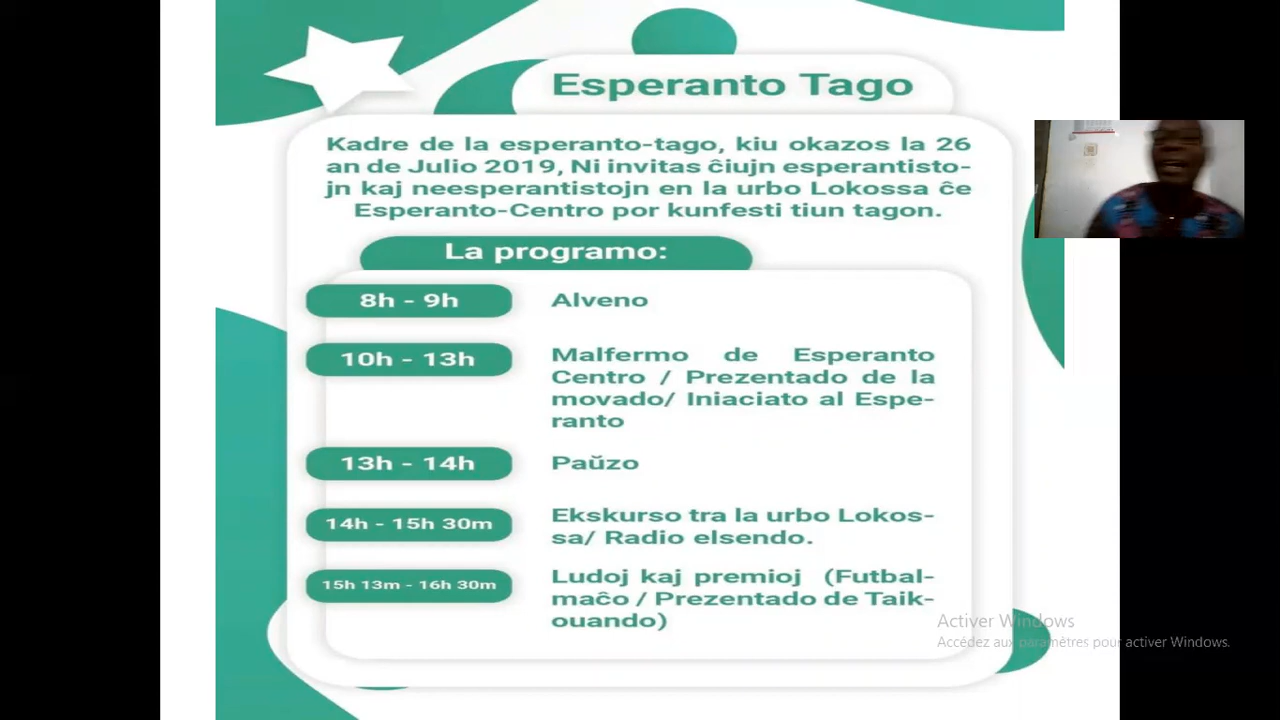 Esperanto Tago
Kadre de la esperanto-tago, kiu okazos la 26
an de Julio 2019, Ni invitas ĉiujn esperantisto-
jn kaj neesperantistojn en la urbo Lokossa ĉe
Esperanto-Centro por kunfesti tiun tagon.
La programo:
8h - 9h
Alveno
10h - 13h
Malfermo de Esperanto
Centro / Prezentado de la
movado/ Iniaciato al Espe-
ranto
13h - 14h
Paŭzo
14h - 15h 30m
Ekskurso tra la urbo Lokos-
sa/ Radio elsendo.
15h 13m - 16h 30m
Ludoj kaj premioj (Futbal-
maĉo / Prezentado de Taik-
ouando)
Activer Windows
Accédez aux paramètres pour activer Windows.